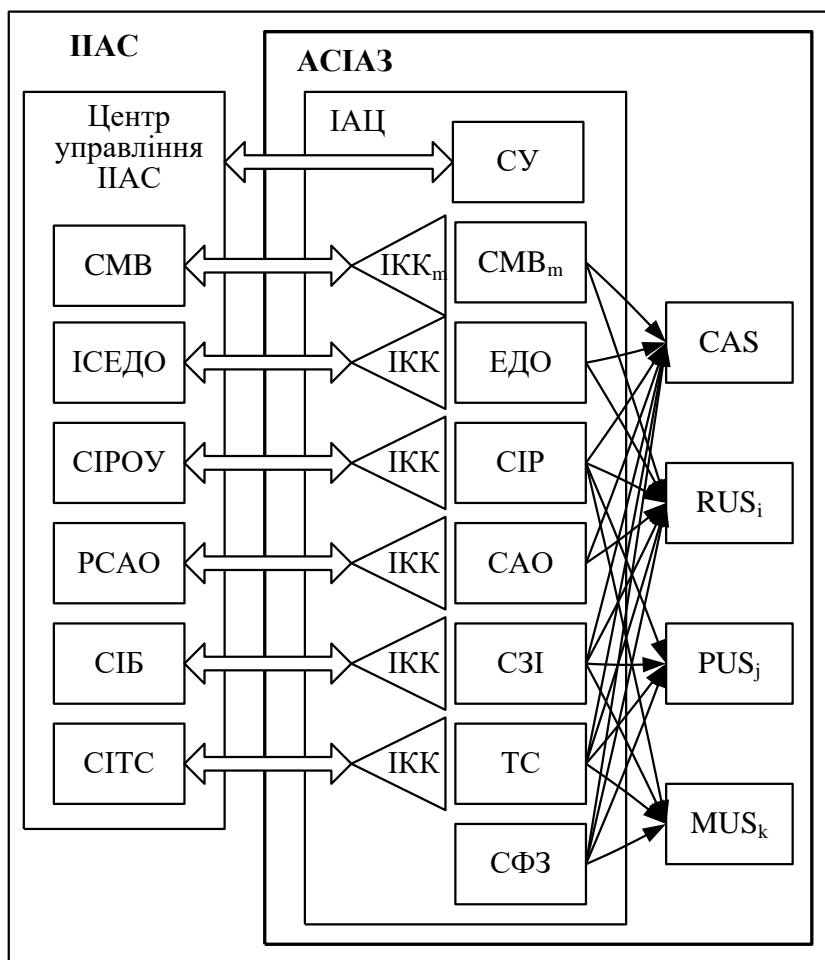 ІІАС
АСІАЗ
Центр
управління
ІІАС
ІАЦ
СУ
СМВ
ІККm
СМВm
CAS
ІСЕДО
ІКК
ЕДО
СІРОУ
ІКК
СІР
RUSi
РСАО
ІКК
САО
СІБ
ІКК
СЗІ
PUSj
СІТС
ІКК
ТС
MUSk
СФЗ